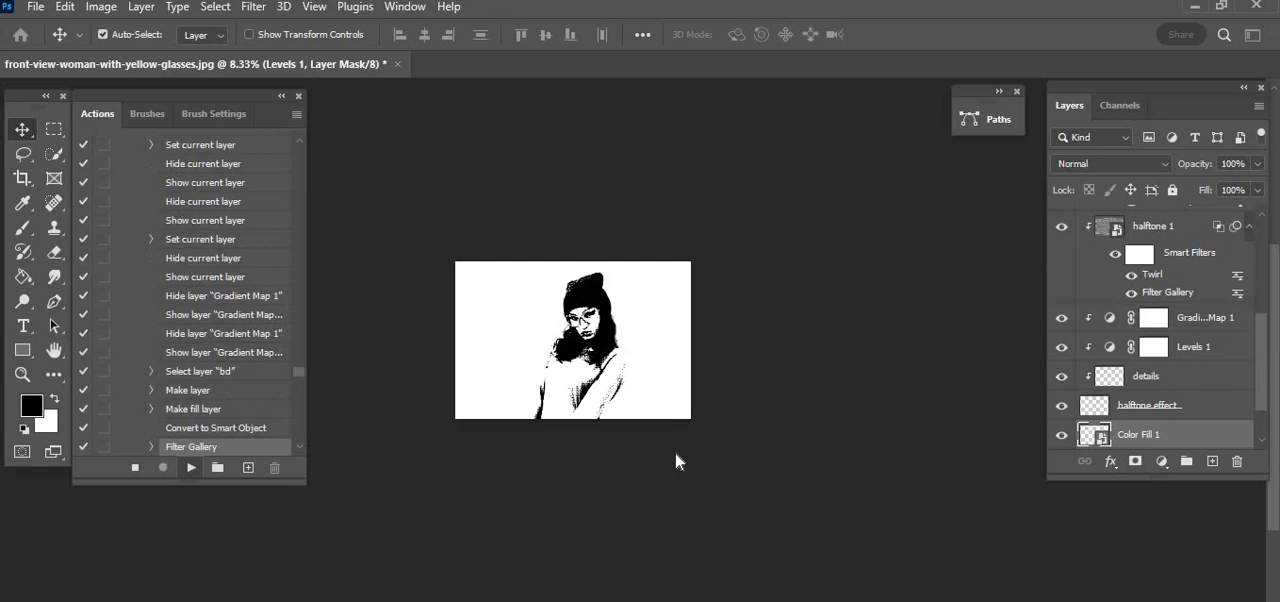 Ps File Edit Image Layer Type Select Filter 3D View Plugins Window Help
Auto-Select: Layer Show Transform Controls 3D Mode: Share
front-view-woman-with-yellow-glasses.jpg @ 8.33% (Levels 1, Layer Mask/8) *
Actions Brushes Brush Settings
Set current layer
Hide current layer
Show current layer
Hide current layer
Show current layer
Set current layer
Hide current layer
Show current layer
Hide layer “Gradient Map 1”
Show layer “Gradient Map...
Hide layer “Gradient Map 1”
Show layer “Gradient Map...
Select layer “bd”
Make layer
Make fill layer
Convert to Smart Object
Filter Gallery
Paths
Layers Channels
Kind
Normal Opacity: 100%
Lock: Fill: 100%
halftone 1
Smart Filters
Twirl
Filter Gallery
Gradi...Map 1
Levels 1
details
halftone effect
Color Fill 1